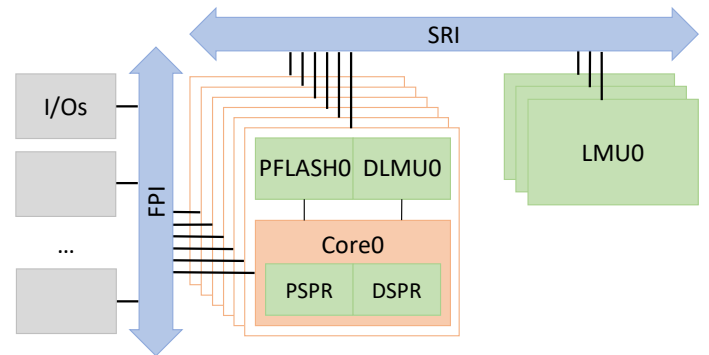 SRI
I/Os
FPI
...
PFLASH0 DLMU0
Core0
PSPR DSPR
LMU0